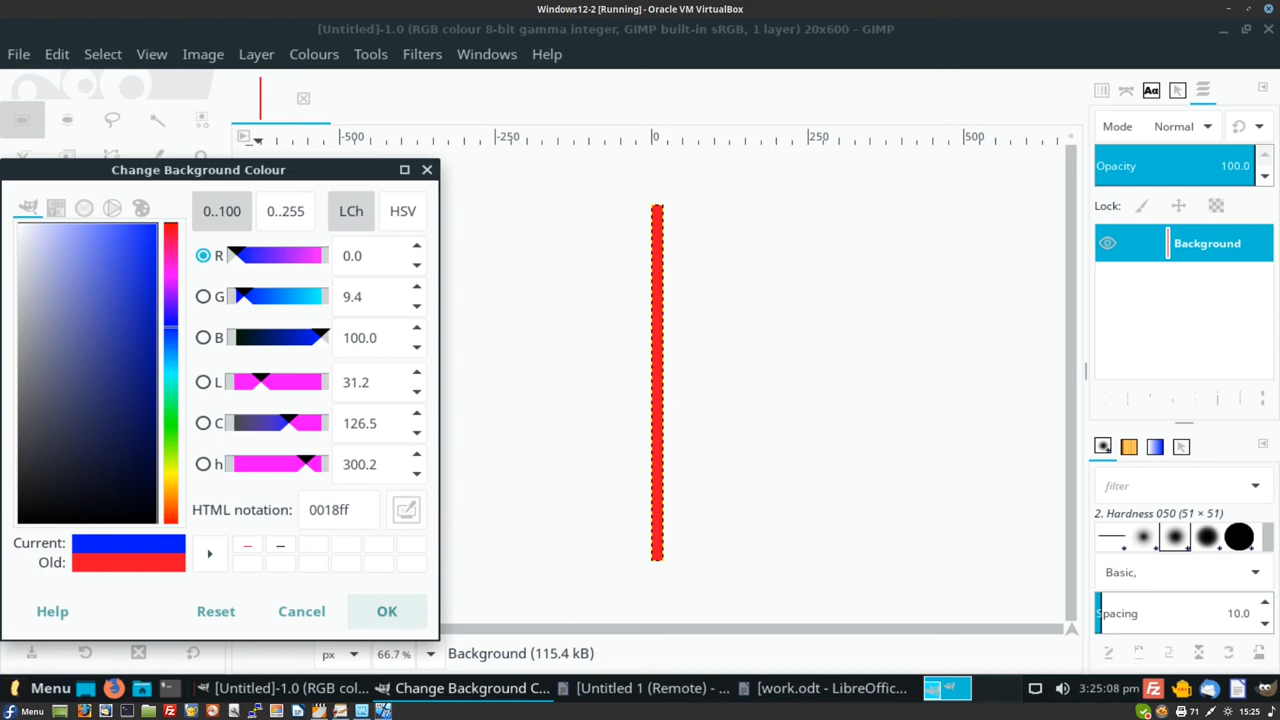 Windows12-2 [Running] - Oracle VM VirtualBox
[Untitled]-1.0 (RGB colour 8-bit gamma integer, GIMP built-in sRGB, 1 layer) 20x600 – GIMP
File Edit Select View Image Layer Colours Tools Filters Windows Help
-500 -250 0 250 500
Mode Normal
Opacity 100.0
Lock:
Background
Change Background Colour
0..100 0..255 LCh HSV
R 0.0
G 9.4
B 100.0
L 31.2
C 126.5
h 300.2
HTML notation: 0018ff
Current:
Old:
Help Reset Cancel OK
filter
2. Hardness 050 (51 × 51)
Basic,
Spacing 10.0
px 66.7 % Background (115.4 kB)
Menu [Untitled]-1.0 (RGB col... Change Background C... [Untitled 1 (Remote) - ... [work.odt - LibreOffic... 3:25:08 pm
Menu 71 15:25